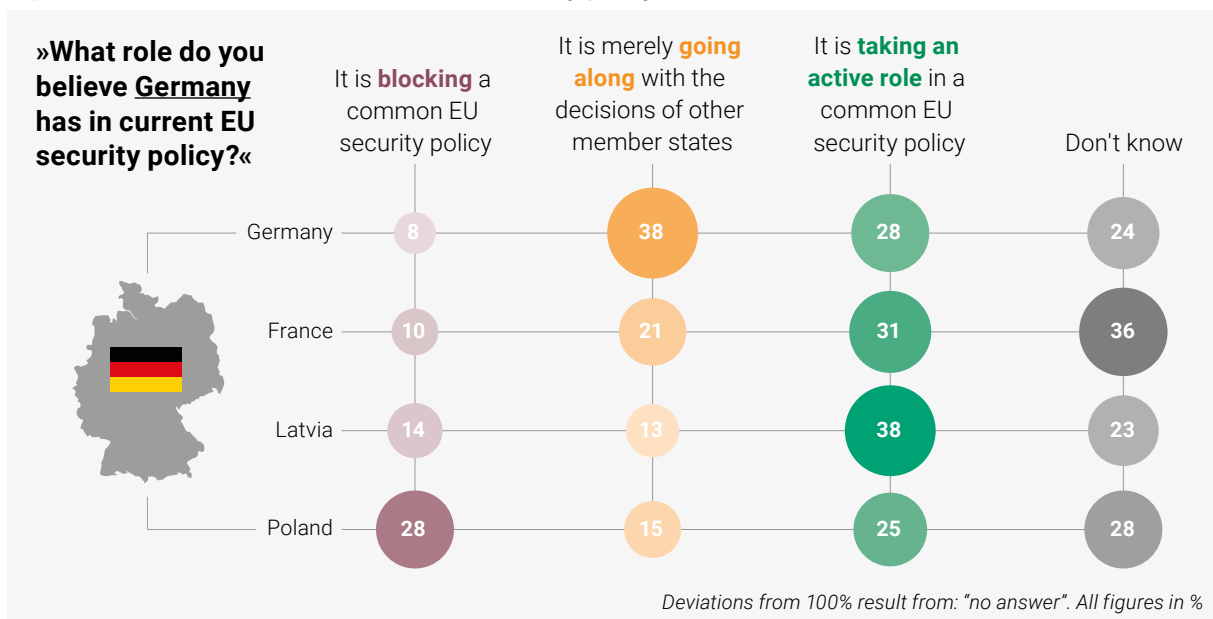 »What role do you
believe Germany
has in current EU
security policy?«
It is blocking a
common EU
security policy
It is merely going
along with the
decisions of other
member states
It is taking an
active role in a
common EU
security policy
Don't know
Germany 8 38 28 24
France 10 21 31 36
Latvia 14 13 38 23
Poland 28 15 25 28
Deviations from 100% result from: "no answer". All figures in %